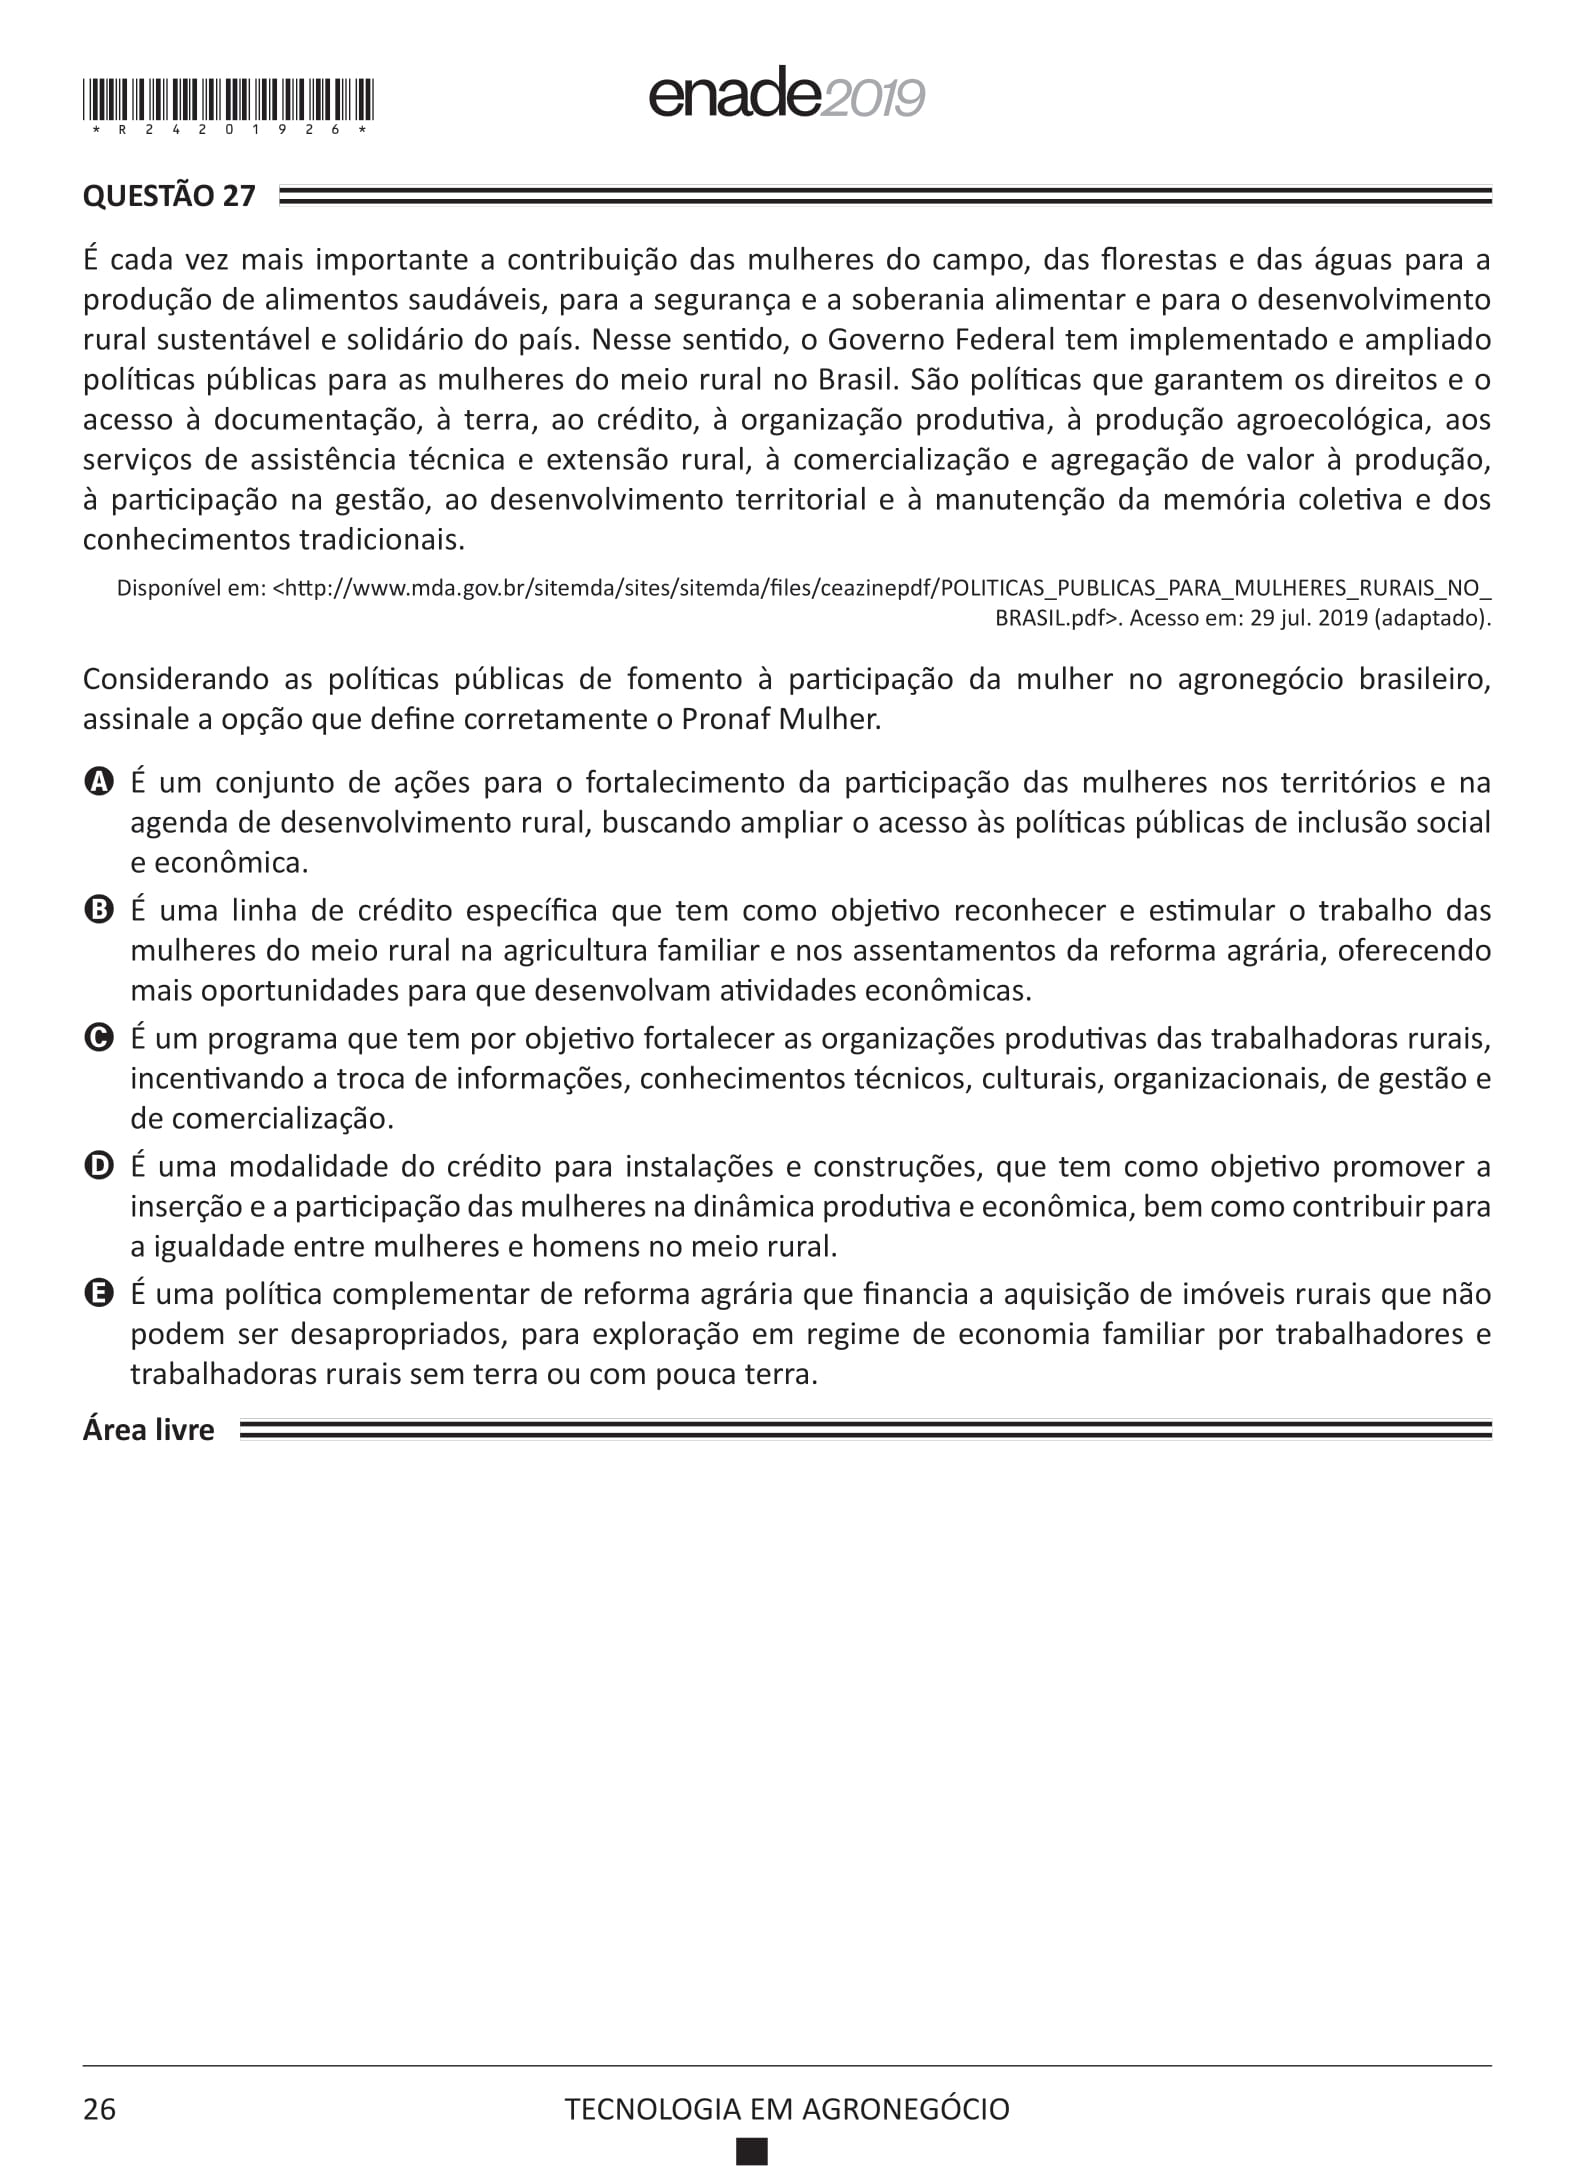 *R24201926*
enade2019
QUESTÃO 27
É cada vez mais importante a contribuição das mulheres do campo, das florestas e das águas para a
produção de alimentos saudáveis, para a segurança e a soberania alimentar e para o desenvolvimento
rural sustentável e solidário do país. Nesse sentido, o Governo Federal tem implementado e ampliado
políticas públicas para as mulheres do meio rural no Brasil. São políticas que garantem os direitos e o
acesso à documentação, à terra, ao crédito, à organização produtiva, à produção agroecológica, aos
serviços de assistência técnica e extensão rural, à comercialização e agregação de valor à produção,
à participação na gestão, ao desenvolvimento territorial e à manutenção da memória coletiva e dos
conhecimentos tradicionais.
Disponível em: <http://www.mda.gov.br/sitemda/sites/sitemda/files/ceazinepdf/POLITICAS_PUBLICAS_PARA_MULHERES_RURAIS_NO_
BRASIL.pdf>. Acesso em: 29 jul. 2019 (adaptado).
Considerando as políticas públicas de fomento à participação da mulher no agronegócio brasileiro,
assinale a opção que define corretamente o Pronaf Mulher.
A É um conjunto de ações para o fortalecimento da participação das mulheres nos territórios e na
agenda de desenvolvimento rural, buscando ampliar o acesso às políticas públicas de inclusão social
e econômica.
B É uma linha de crédito específica que tem como objetivo reconhecer e estimular o trabalho das
mulheres do meio rural na agricultura familiar e nos assentamentos da reforma agrária, oferecendo
mais oportunidades para que desenvolvam atividades econômicas.
C É um programa que tem por objetivo fortalecer as organizações produtivas das trabalhadoras rurais,
incentivando a troca de informações, conhecimentos técnicos, culturais, organizacionais, de gestão e
de comercialização.
D É uma modalidade do crédito para instalações e construções, que tem como objetivo promover a
inserção e a participação das mulheres na dinâmica produtiva e econômica, bem como contribuir para
a igualdade entre mulheres e homens no meio rural.
E É uma política complementar de reforma agrária que financia a aquisição de imóveis rurais que não
podem ser desapropriados, para exploração em regime de economia familiar por trabalhadores e
trabalhadoras rurais sem terra ou com pouca terra.
Área livre
26
TECNOLOGIA EM AGRONEGÓCIO